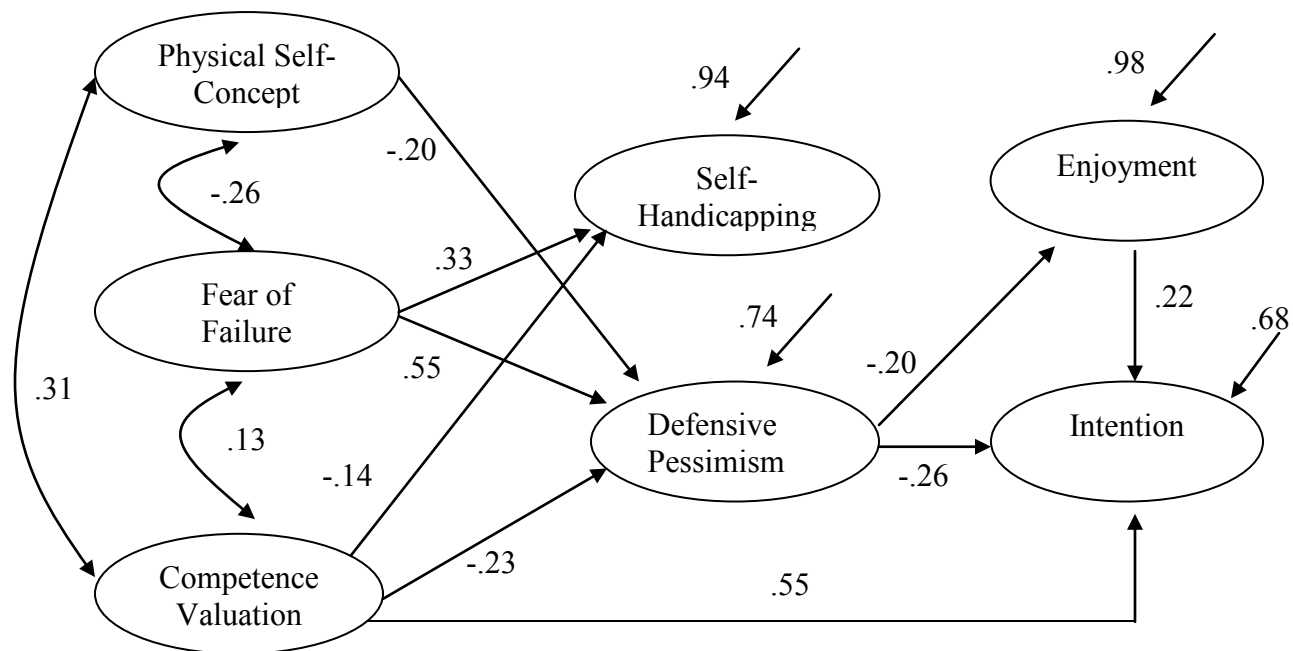 Physical Self-
Concept
.94
.98
-.20
Self-
Handicapping
Enjoyment
-.26
.33
Fear of
Failure
.74
.22
.68
.55
-.20
.31
.13
Defensive
Pessimism
Intention
-.14
-.26
-.23
Competence
Valuation
.55